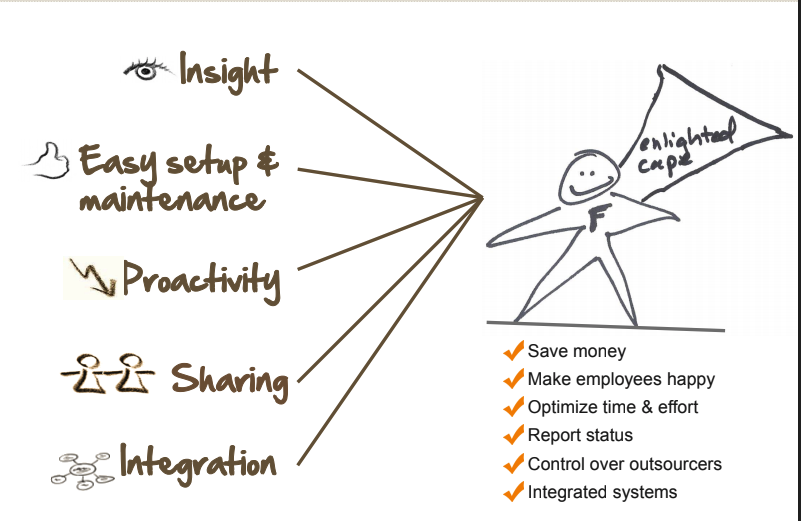 Insight
Easy setup &
maintenance
Proactivity
Sharing
Integration
enlighted
cape
F
Save money
Make employees happy
Optimize time & effort
Report status
Control over outsourcers
Integrated systems